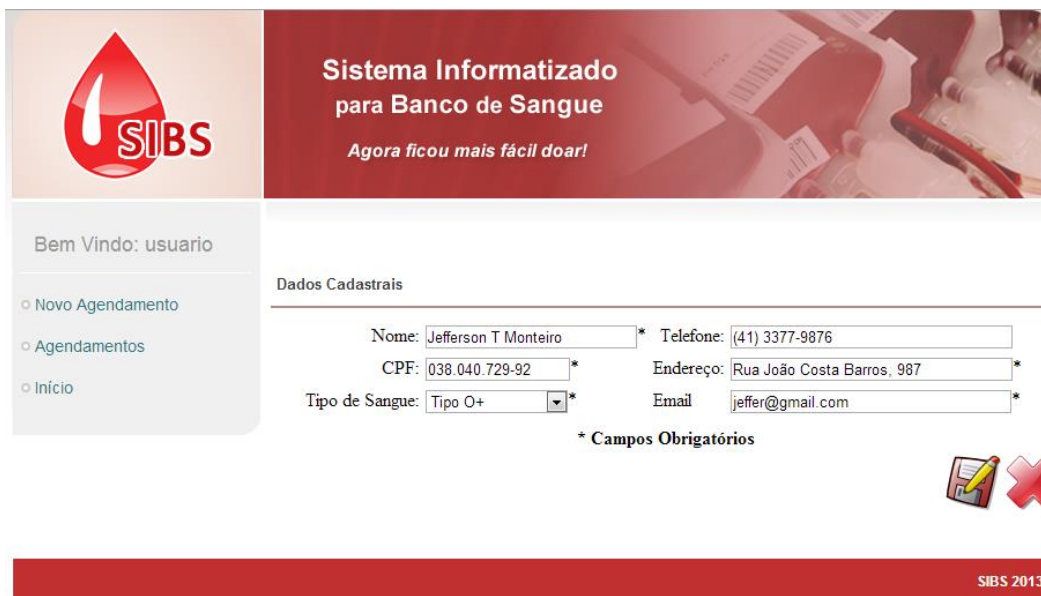 SIBS
Sistema Informatizado
para Banco de Sangue
Agora ficou mais fácil doar!
Bem Vindo: usuario
Novo Agendamento
Agendamentos
Início
Dados Cadastrais
Nome: Jefferson T Monteiro * Telefone: (41) 3377-9876
CPF: 038.040.729-92 * Endereço: Rua João Costa Barros, 987 *
Tipo de Sangue: Tipo O+ * Email jeffer@gmail.com *
* Campos Obrigatórios
SIBS 2013